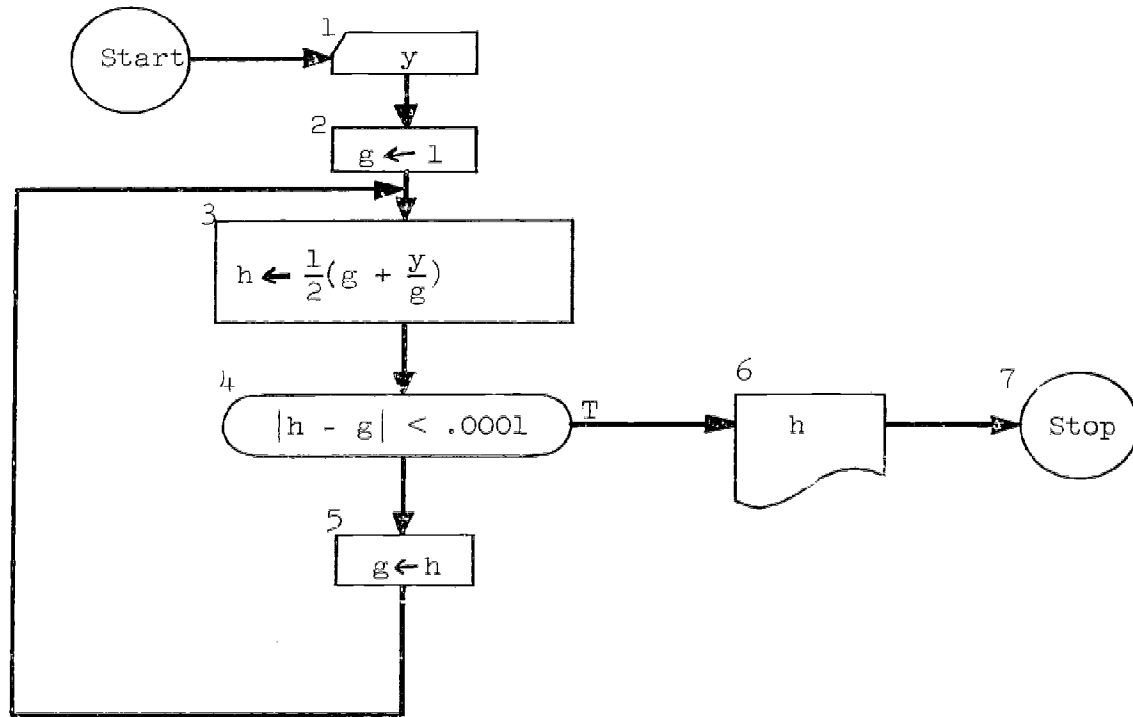 1
Start
y
2
g ← 1
3
h ← 1/2(g + y/g)
4
|h - g| < .0001
T
6
h
7
Stop
5
g ← h